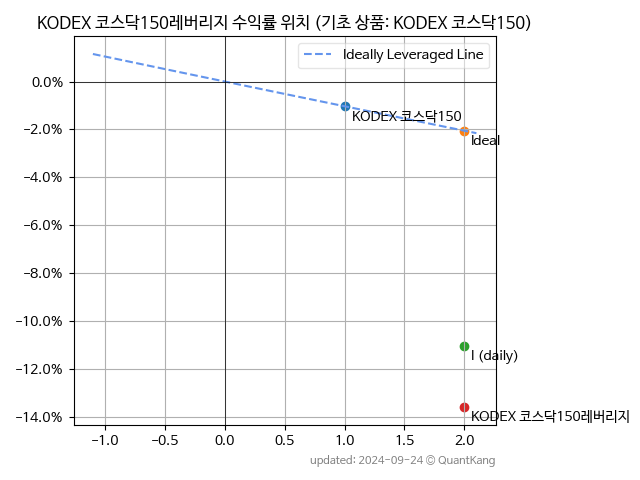 KODEX 코스닥150레버리지 수익률 위치 (기초 상품: KODEX 코스닥150)
Ideally Leveraged Line
0.0%
-2.0%
-4.0%
-6.0%
-8.0%
-10.0%
-12.0%
-14.0%
KODEX 코스닥150
Ideal
l (daily)
KODEX 코스닥150레버리지
-1.0 -0.5 0.0 0.5 1.0 1.5 2.0
updated: 2024-09-24 © QuantKang